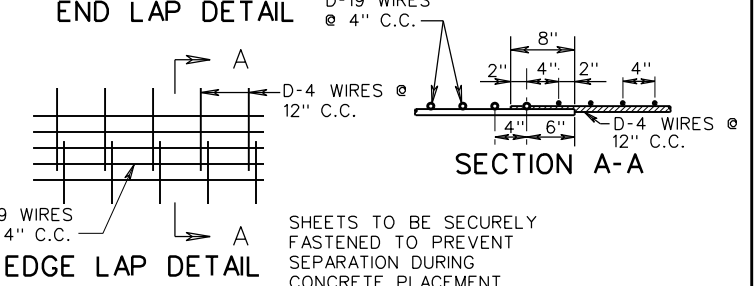 END LAP DETAIL
D-19 WIRES
@ 4" C.C.
A
D-4 WIRES @
12" C.C.
8"
2" 4" 2" 4"
4" 6"
D-4 WIRES @
12" C.C.
SECTION A-A
9 WIRES
4" C.C.
A
EDGE LAP DETAIL
SHEETS TO BE SECURELY
FASTENED TO PREVENT
SEPARATION DURING
CONCRETE PLACEMENT